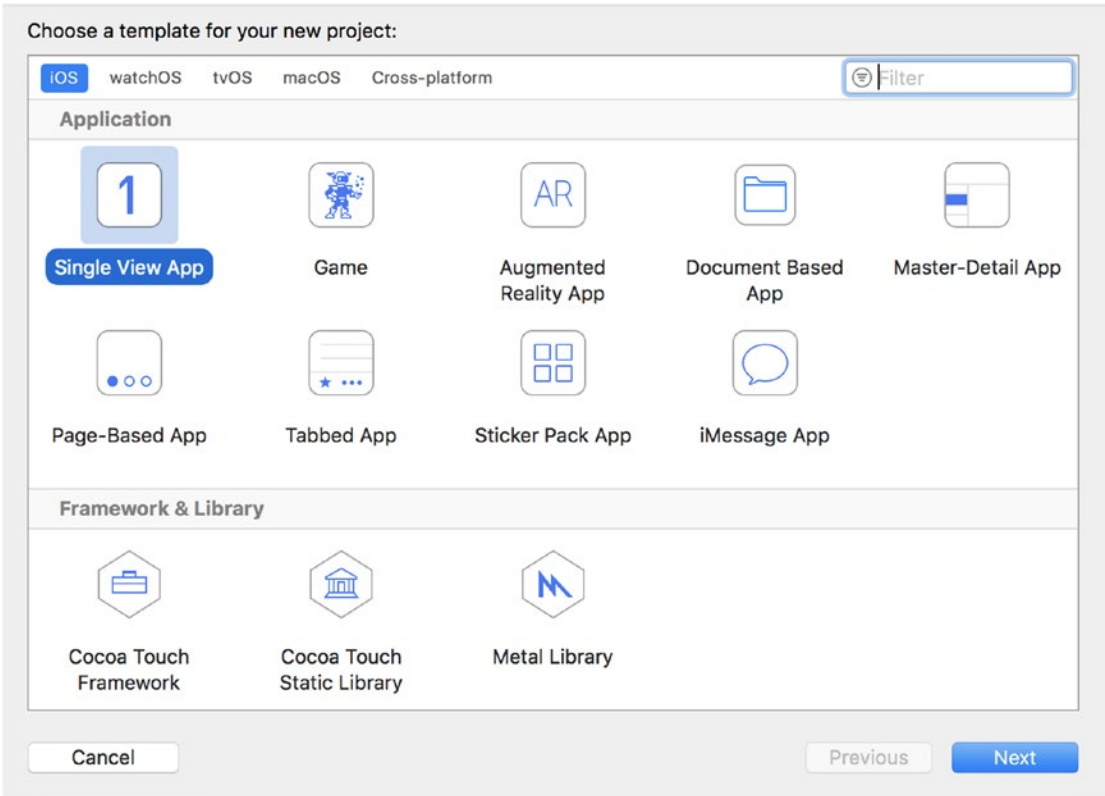 Choose a template for your new project:
iOS watchOS tvOS macOS Cross-platform Filter
Application
1 AR
Single View App Game Augmented Reality App Document Based App Master-Detail App
Page-Based App Tabbed App Sticker Pack App iMessage App
Framework & Library
Cocoa Touch Framework Cocoa Touch Static Library Metal Library
Cancel Previous Next